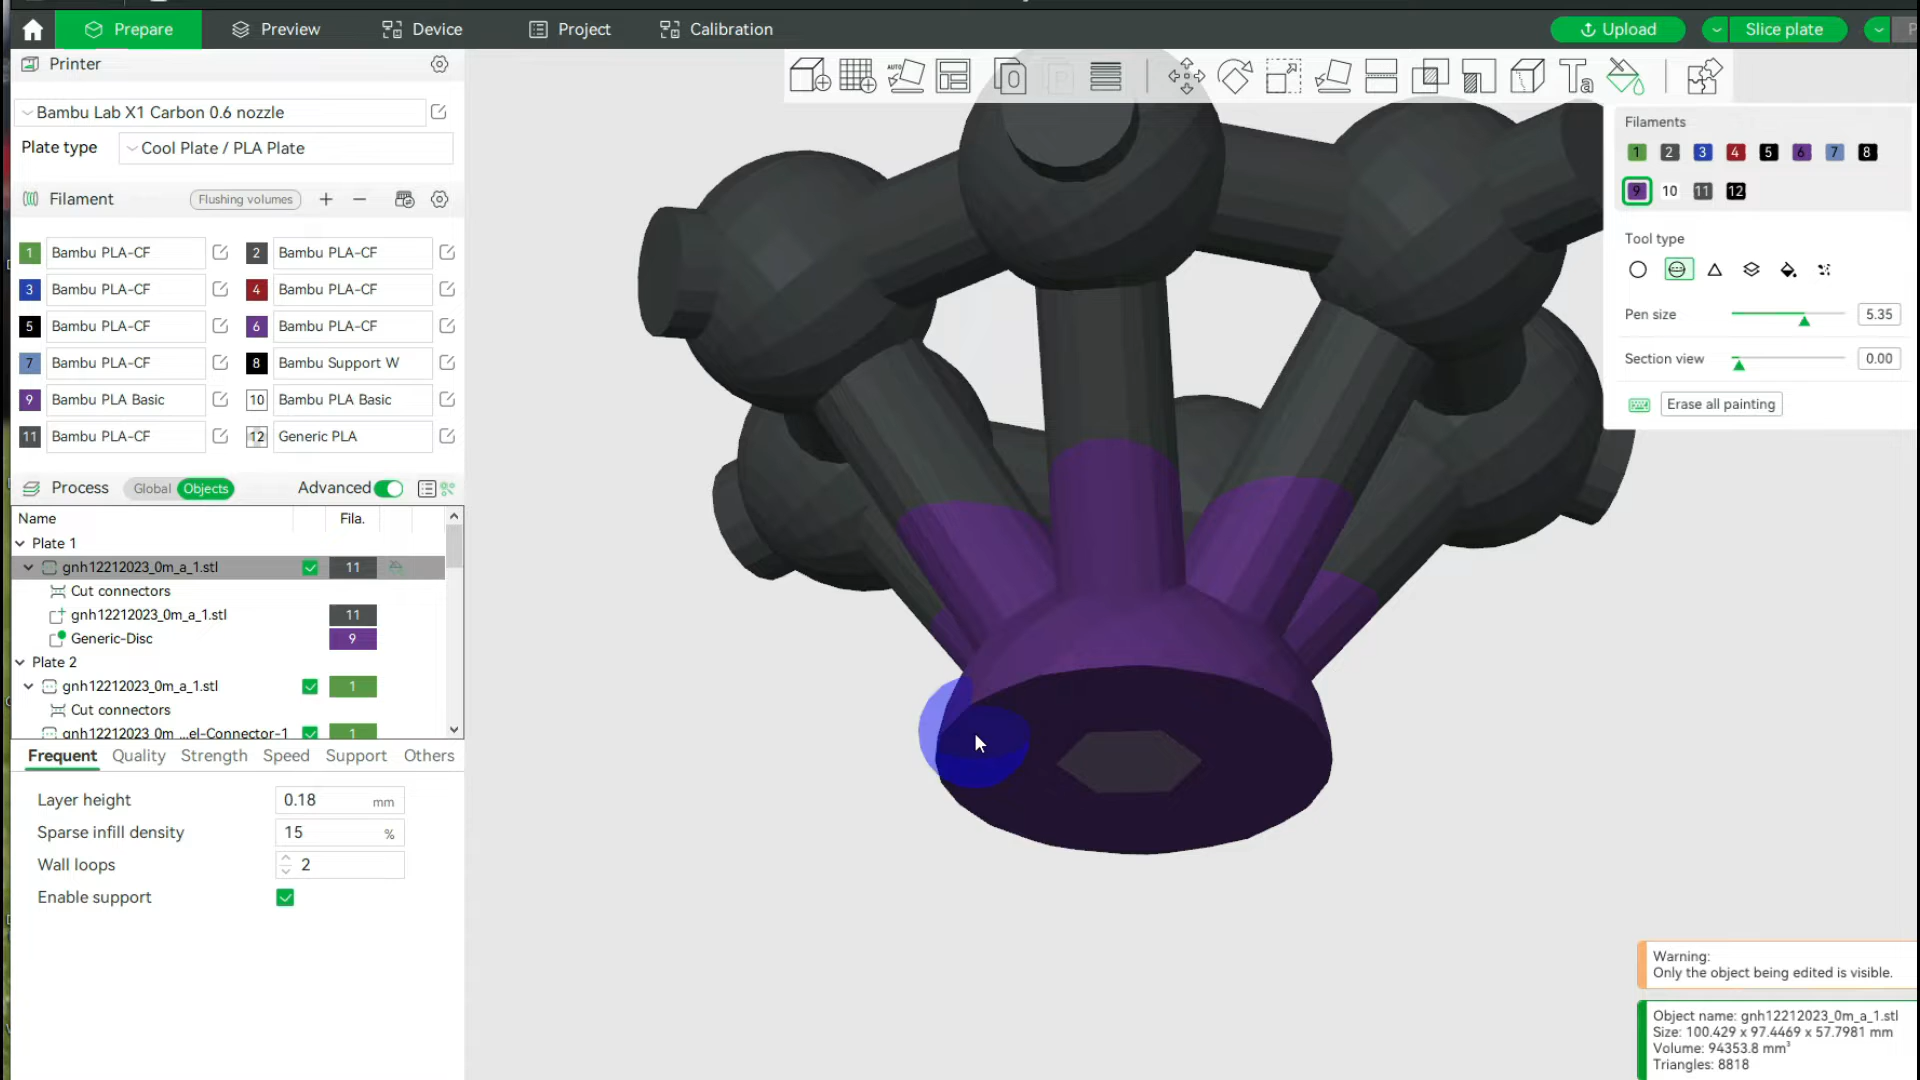 Prepare
Preview
Device
Project
Calibration
Upload
Slice plate
Printer
Bambu Lab X1 Carbon 0.6 nozzle
Plate type
Cool Plate / PLA Plate
Filament
Flushing volumes
1 Bambu PLA-CF
2 Bambu PLA-CF
3 Bambu PLA-CF
4 Bambu PLA-CF
5 Bambu PLA-CF
6 Bambu PLA-CF
7 Bambu PLA-CF
8 Bambu Support W
9 Bambu PLA Basic
10 Bambu PLA Basic
11 Bambu PLA-CF
12 Generic PLA
Process
Global
Objects
Advanced
Name
Fila.
Plate 1
gnh12212023_0m_a_1.stl 11
Cut connectors
gnh12212023_0m_a_1.stl 11
Generic-Disc 9
Plate 2
gnh12212023_0m_a_1.stl 1
Cut connectors
gnh12212023_0m ...el-Connector-1 1
Frequent
Quality
Strength
Speed
Support
Others
Layer height 0.18 mm
Sparse infill density 15 %
Wall loops 2
Enable support
AUTO
Filaments
1 2 3 4 5 6 7 8
9 10 11 12
Tool type
Pen size 5.35
Section view 0.00
Erase all painting
Warning:
Only the object being edited is visible.
Object name: gnh12212023_0m_a_1.stl
Size: 100.429 x 97.4469 x 57.7981 mm
Volume: 94353.8 mm³
Triangles: 8818